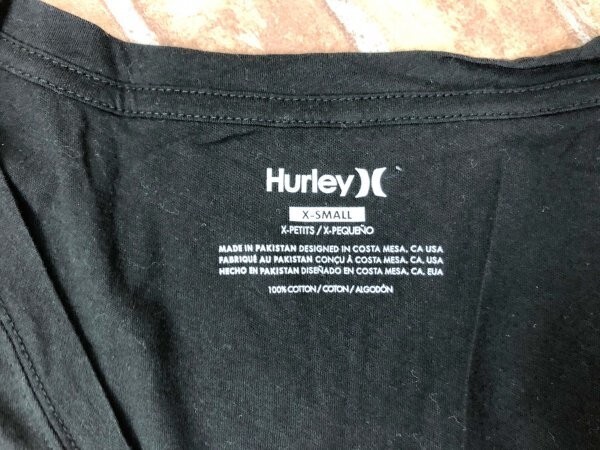 Hurley
X-SMALL
X-PETITS / X-PEQUEÑO
MADE IN PAKISTAN DESIGNED IN COSTA MESA, CA USA
FABRIQUÉ AU PAKISTAN CONÇU À COSTA MESA, CA, USA
HECHO EN PAKISTAN DISEÑADO EN COSTA MESA, CA, EUA
100% COTTON / COTON / ALGODÓN